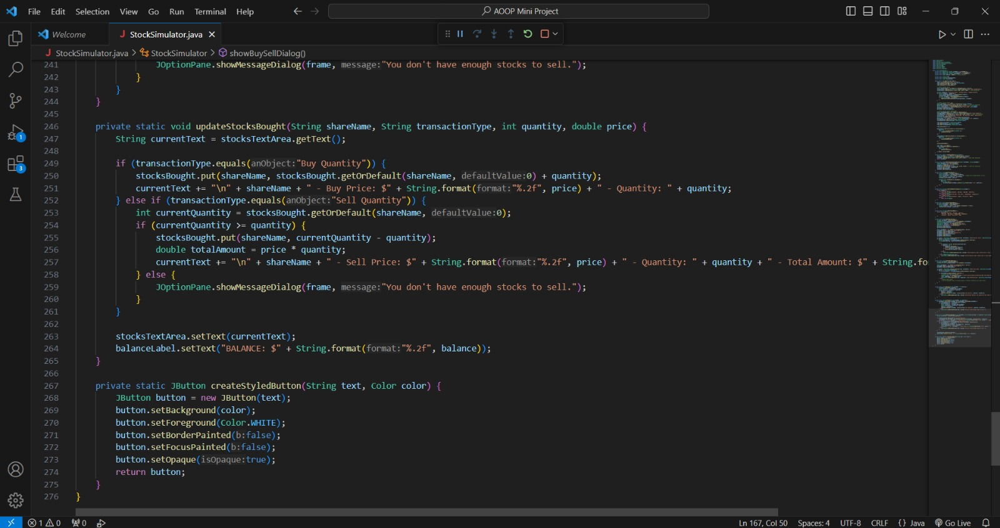 File Edit Selection View Go Run Terminal Help AOOP Mini Project
Welcome StockSimulator.java
StockSimulator.java > StockSimulator > showBuySellDialog()
241 JOptionPane.showMessageDialog(frame, message:"You don't have enough stocks to sell.");
242 }
243 }
244 }
245
246 private static void updateStocksBought(String shareName, String transactionType, int quantity, double price) {
247 String currentText = stocksTextArea.getText();
248
249 if (transactionType.equals(anObject:"Buy Quantity")) {
250 stocksBought.put(shareName, stocksBought.getOrDefault(shareName, defaultValue:0) + quantity);
251 currentText += "\n" + shareName + " - Buy Price: $" + String.format(format:"%.2f", price) + " - Quantity: " + quantity;
252 } else if (transactionType.equals(anObject:"Sell Quantity")) {
253 int currentQuantity = stocksBought.getOrDefault(shareName, defaultValue:0);
254 if (currentQuantity >= quantity) {
255 stocksBought.put(shareName, currentQuantity - quantity);
256 double totalAmount = price * quantity;
257 currentText += "\n" + shareName + " - Sell Price: $" + String.format(format:"%.2f", price) + " - Quantity: " + quantity + " - Total Amount: $" + String.fo
258 } else {
259 JOptionPane.showMessageDialog(frame, message:"You don't have enough stocks to sell.");
260 }
261 }
262
263 stocksTextArea.setText(currentText);
264 balanceLabel.setText("BALANCE: $" + String.format(format:"%.2f", balance));
265 }
266
267 private static JButton createStyledButton(String text, Color color) {
268 JButton button = new JButton(text);
269 button.setBackground(color);
270 button.setForeground(Color.WHITE);
271 button.setBorderPainted(b:false);
272 button.setFocusPainted(b:false);
273 button.setOpaque(isOpaque:true);
274 return button;
275 }
276 }
1
3
1 0 0 Ln 167, Col 50 Spaces: 4 UTF-8 CRLF {} Java Go Live